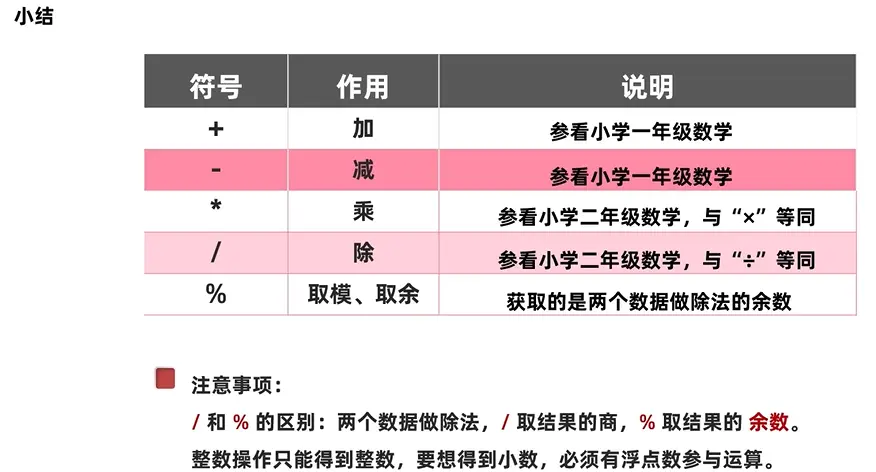 小结
符号 作用 说明
+ 加 参看小学一年级数学
- 减 参看小学一年级数学
* 乘 参看小学二年级数学，与“×”等同
/ 除 参看小学二年级数学，与“÷”等同
% 取模、取余 获取的是两个数据做除法的余数
注意事项：
/ 和 % 的区别：两个数据做除法，/ 取结果的商，% 取结果的 余数。
整数操作只能得到整数，要想得到小数，必须有浮点数参与运算。